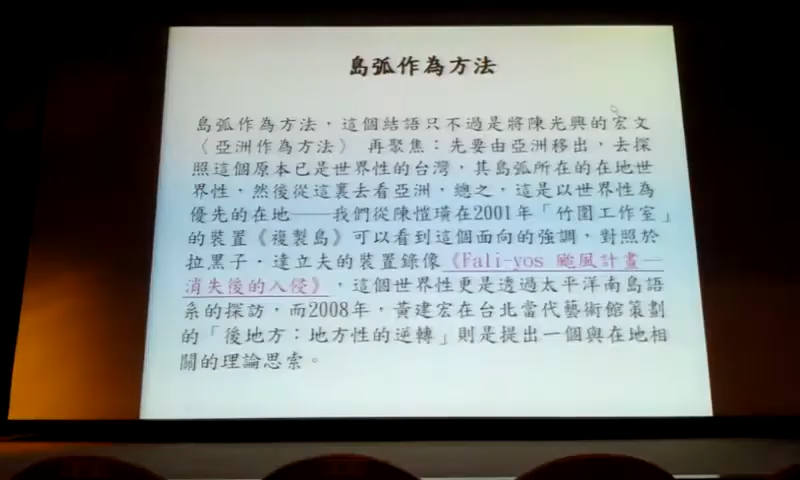 島弧作為方法
島弧作為方法，這個結語只不過是將陳光興的宏文
〈亞洲作為方法〉 再聚焦：先要由亞洲移出，去探
照這個原本已是世界性的台灣，其島弧所在的在地世
界性，然後從這裏去看亞洲，總之，這是以世界性為
優先的在地——我們從陳愷璜在2001年「竹圍工作室」
的裝置《複製島》可以看到這個面向的強調，對照於
拉黑子．達立夫的裝置錄像《Fali-yos 颱風計畫—
消失後的入侵》，這個世界性更是透過太平洋南島語
系的探訪，而2008年，黃建宏在台北當代藝術館策劃
的「後地方：地方性的逆轉」則是提出一個與在地相
關的理論思索。